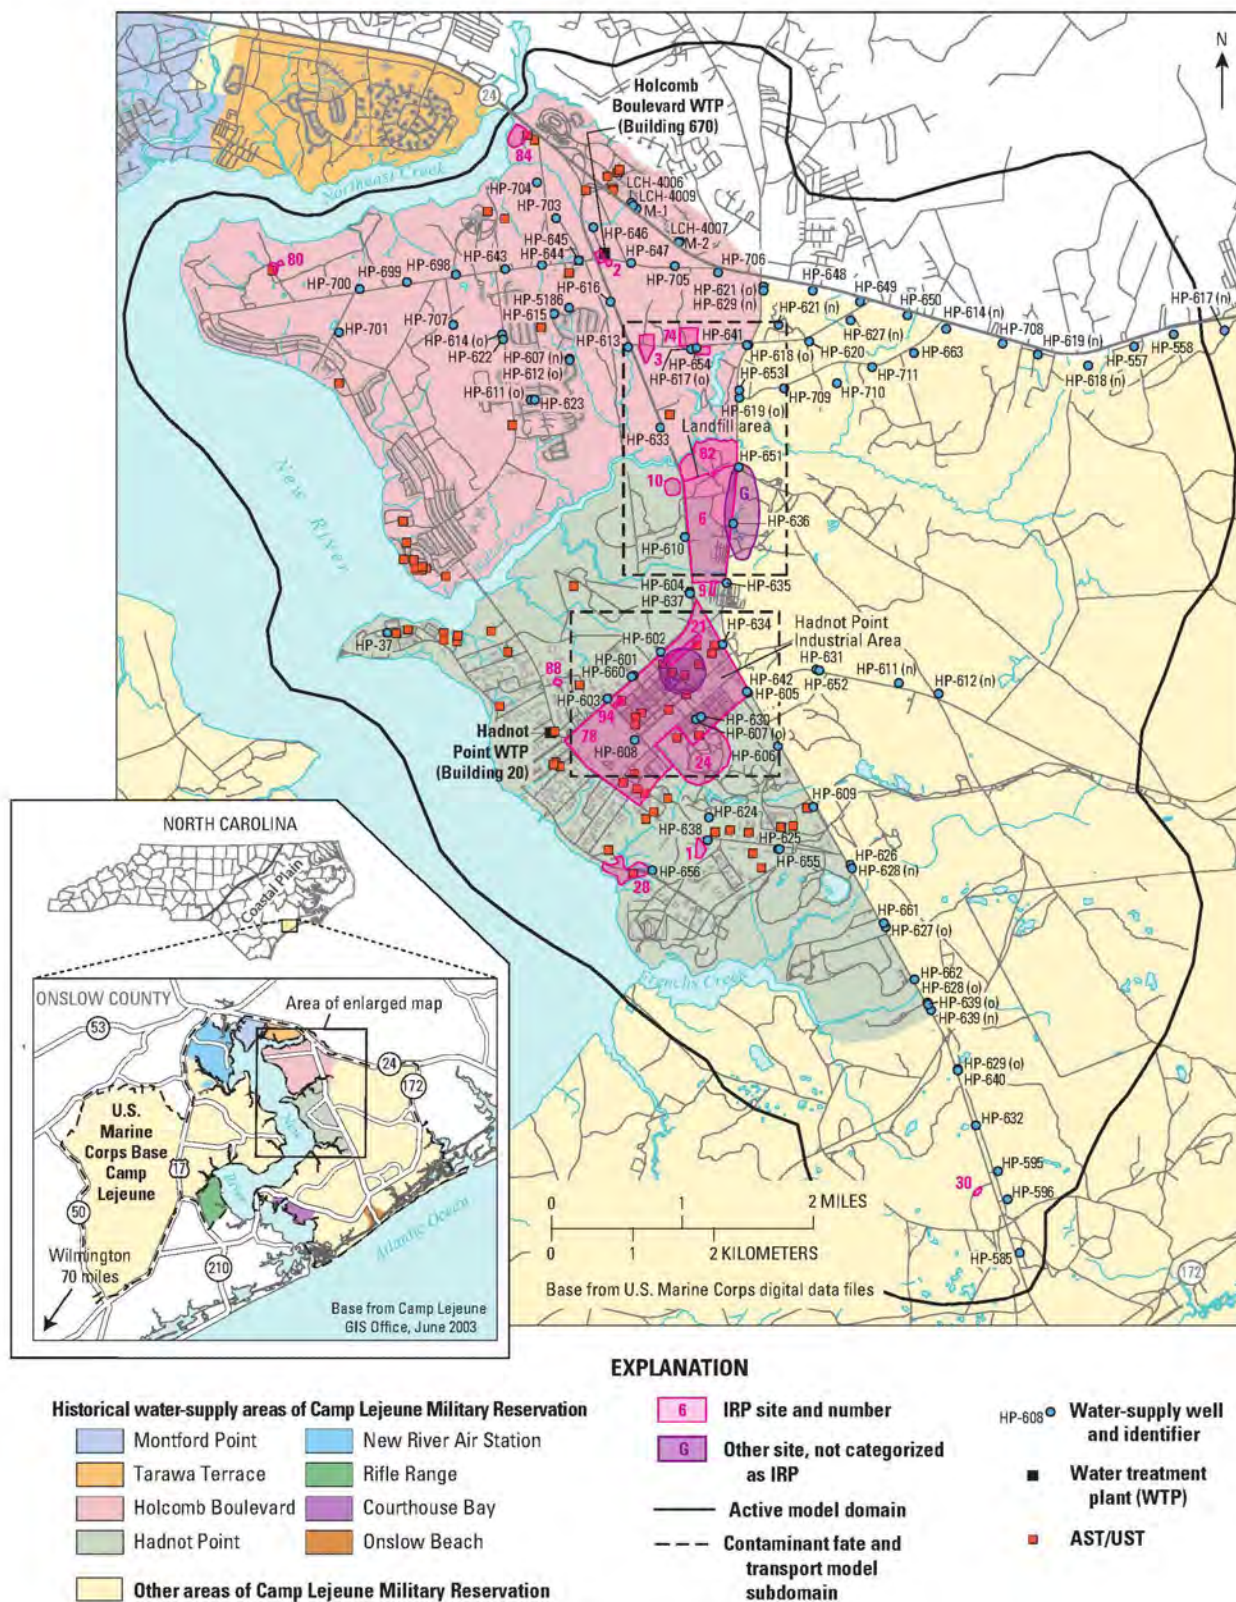 N
24
Holcomb
Boulevard WTP
(Building 670)
84
Northeast Creek
LCH-4006
LCH-4009
M-1
HP-704
HP-703
LCH-4007
M-2
HP-645
HP-646
80
HP-643
HP-644
HP-647
HP-706
HP-699
HP-698
2
HP-705
HP-648
HP-700
HP-616
HP-621 (o)
HP-629 (n)
HP-649
HP-617 (n)
HP-5186
HP-615
HP-621 (n)
HP-650
HP-614 (n)
HP-701
HP-707
HP-613
74
HP-641
HP-627 (n)
HP-708
HP-614 (o)
3
HP-618 (o)
HP-620
HP-619 (n)
HP-558
HP-622
HP-607 (n)
HP-654
HP-663
HP-557
HP-612 (o)
HP-617 (o)
HP-653
HP-711
HP-618 (n)
HP-611 (o)
HP-623
HP-709
HP-710
HP-619 (o)
HP-633
Landfill area
82
HP-651
10
G
New River
6
HP-636
HP-610
HP-604
HP-637
9
HP-635
21
Hadnot Point
Industrial Area
HP-37
HP-602
HP-634
88
HP-601
HP-660
HP-631
HP-611 (n)
HP-652
HP-642
HP-612 (n)
HP-603
HP-605
94
HP-630
Hadnot
Point WTP
(Building 20)
78
HP-607 (o)
HP-608
24
HP-606
HP-609
HP-624
HP-638
1
HP-625
HP-655
HP-626
HP-628 (n)
28
HP-656
HP-661
HP-627 (o)
Frenchs Creek
HP-662
HP-628 (o)
HP-639 (o)
HP-639 (n)
HP-629 (o)
HP-640
HP-632
HP-595
30
HP-596
HP-585
172
0 1 2 MILES
0 1 2 KILOMETERS
Base from U.S. Marine Corps digital data files
NORTH CAROLINA
Coastal Plain
ONSLOW COUNTY
Area of enlarged map
53
24
172
U.S.
Marine
Corps Base
Camp
Lejeune
17
New
River
50
Atlantic Ocean
Wilmington
70 miles
210
Base from Camp Lejeune
GIS Office, June 2003
EXPLANATION
Historical water-supply areas of Camp Lejeune Military Reservation
Montford Point
New River Air Station
Tarawa Terrace
Rifle Range
Holcomb Boulevard
Courthouse Bay
Hadnot Point
Onslow Beach
Other areas of Camp Lejeune Military Reservation
6 IRP site and number
G Other site, not categorized
as IRP
Active model domain
Contaminant fate and
transport model
subdomain
HP-608 Water-supply well
and identifier
Water treatment
plant (WTP)
AST/UST